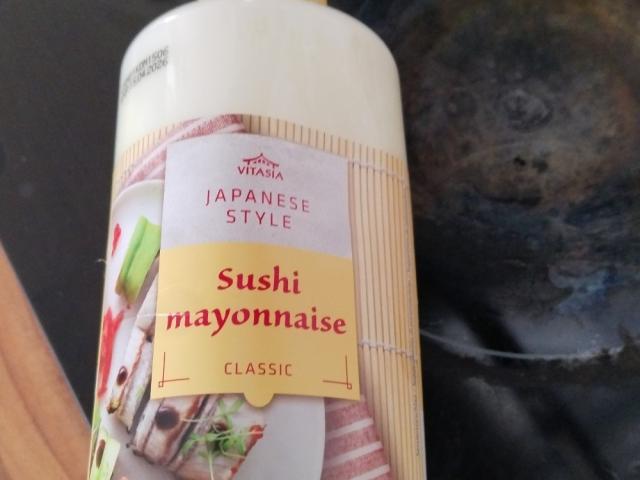 VITASIA
JAPANESE
STYLE
Sushi
mayonnaise
CLASSIC